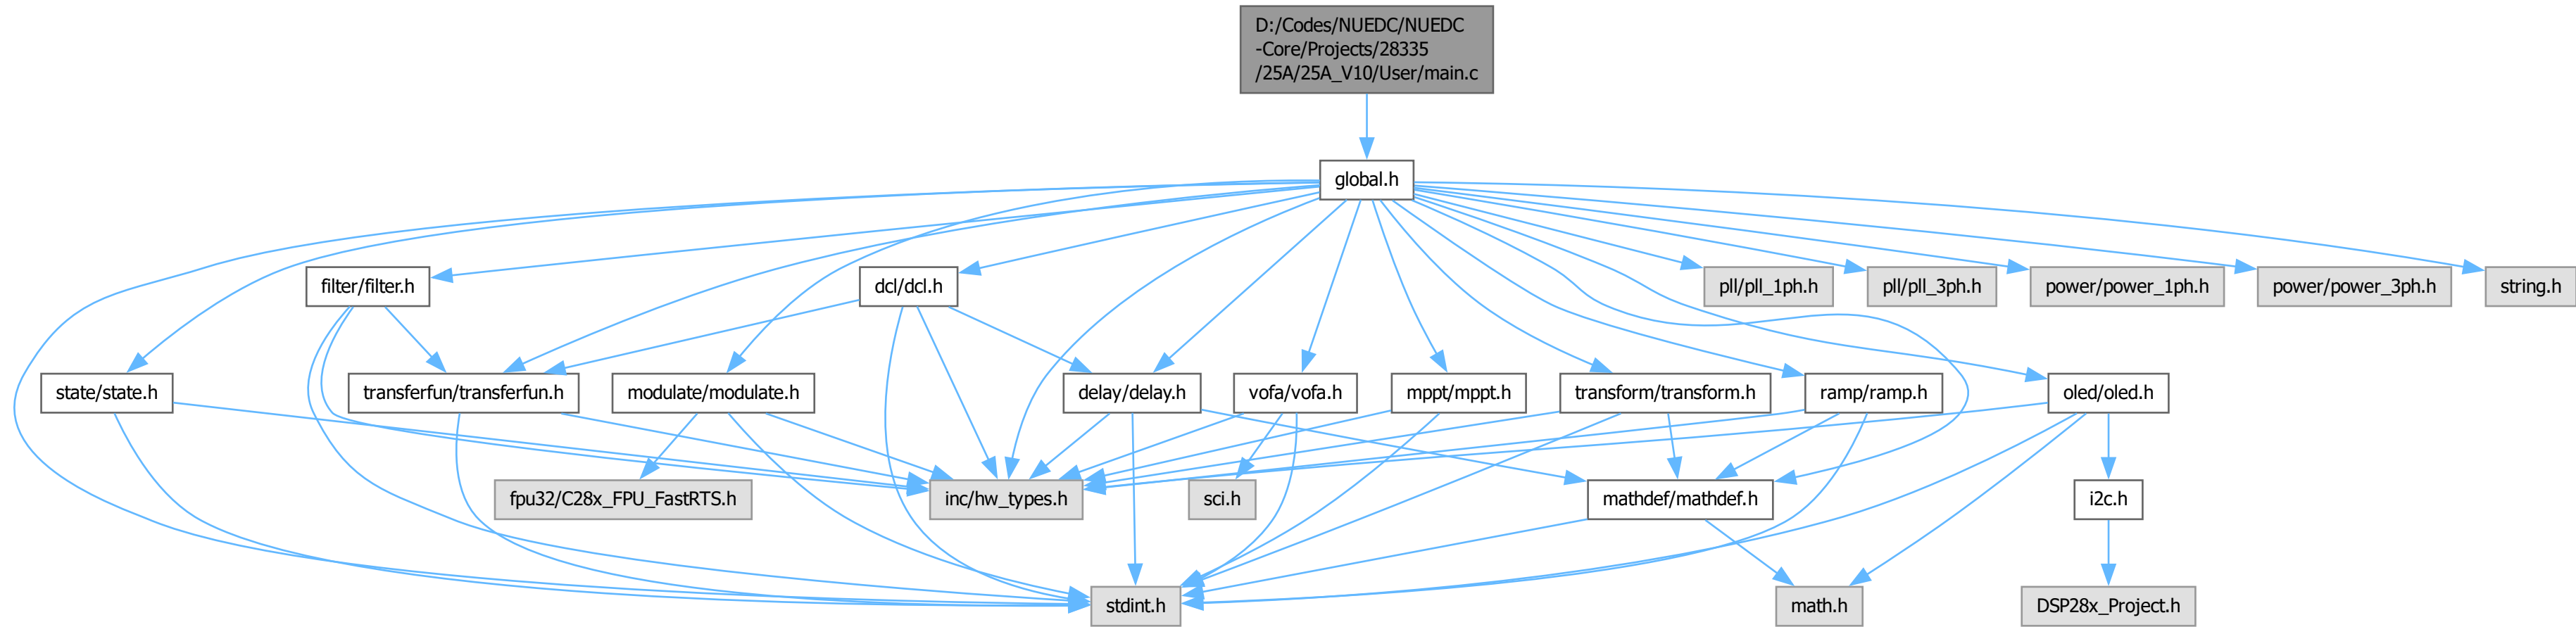 D:/Codes/NUEDC/NUEDC
-Core/Projects/28335
/25A/25A_V10/User/main.c
global.h
filter/filter.h
dcl/dcl.h
pll/pll_1ph.h
pll/pll_3ph.h
power/power_1ph.h
power/power_3ph.h
string.h
state/state.h
transferfun/transferfun.h
modulate/modulate.h
delay/delay.h
vofa/vofa.h
mppt/mppt.h
transform/transform.h
ramp/ramp.h
oled/oled.h
fpu32/C28x_FPU_FastRTS.h
inc/hw_types.h
sci.h
mathdef/mathdef.h
i2c.h
stdint.h
math.h
DSP28x_Project.h